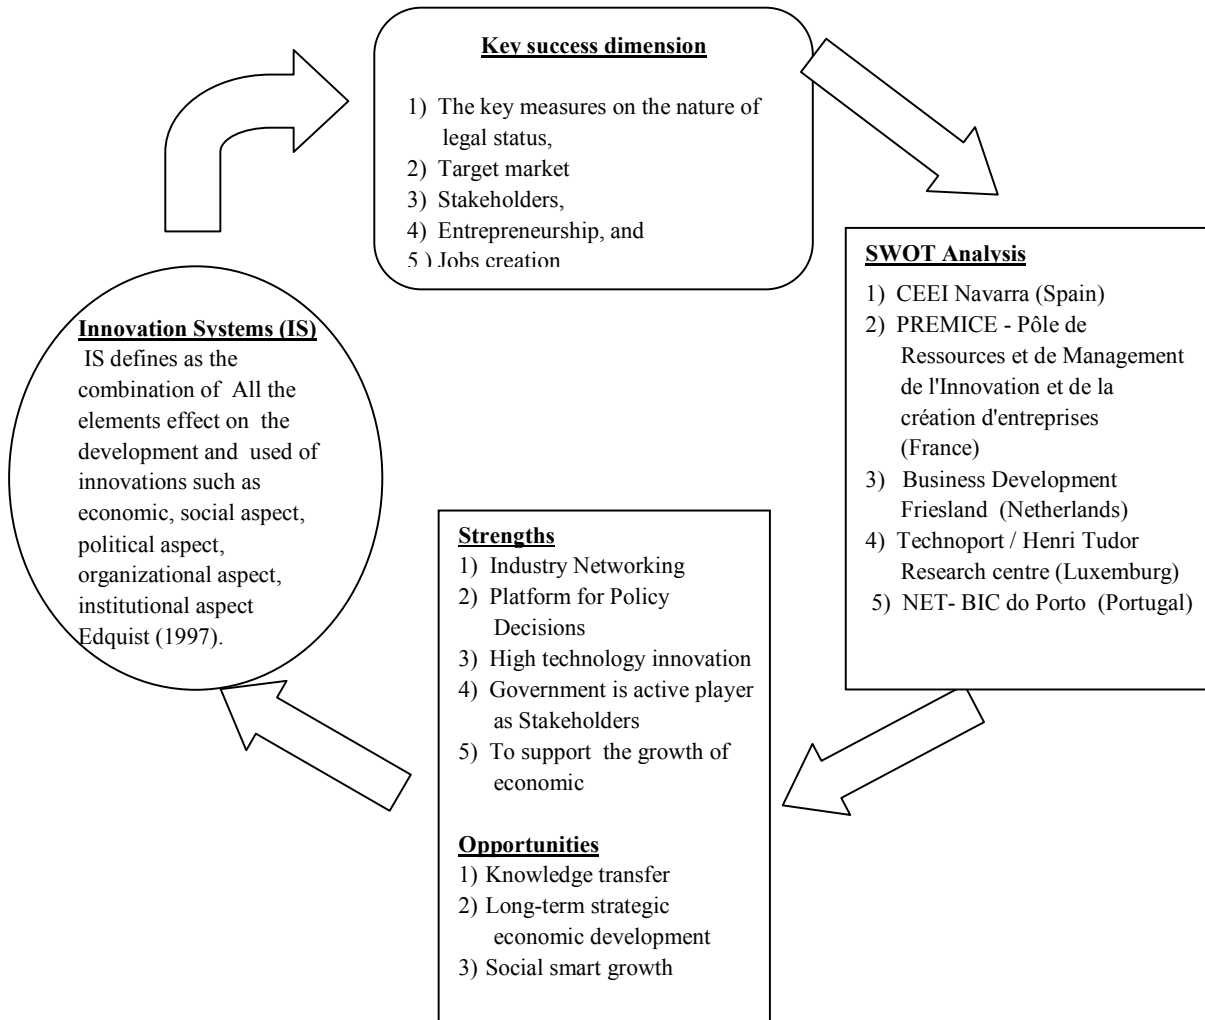 Key success dimension
1) The key measures on the nature of
legal status,
2) Target market
3) Stakeholders,
4) Entrepreneurship, and
5 ) Jobs creation
SWOT Analysis
1) CEEI Navarra (Spain)
2) PREMICE - Pôle de
Ressources et de Management
de l'Innovation et de la
création d'entreprises
(France)
3) Business Development
Friesland (Netherlands)
4) Technoport / Henri Tudor
Research centre (Luxemburg)
5) NET- BIC do Porto (Portugal)
Strengths
1) Industry Networking
2) Platform for Policy
Decisions
3) High technology innovation
4) Government is active player
as Stakeholders
5) To support the growth of
economic
Opportunities
1) Knowledge transfer
2) Long-term strategic
economic development
3) Social smart growth
Innovation Systems (IS)
IS defines as the
combination of All the
elements effect on the
development and used of
innovations such as
economic, social aspect,
political aspect,
organizational aspect,
institutional aspect
Edquist (1997).